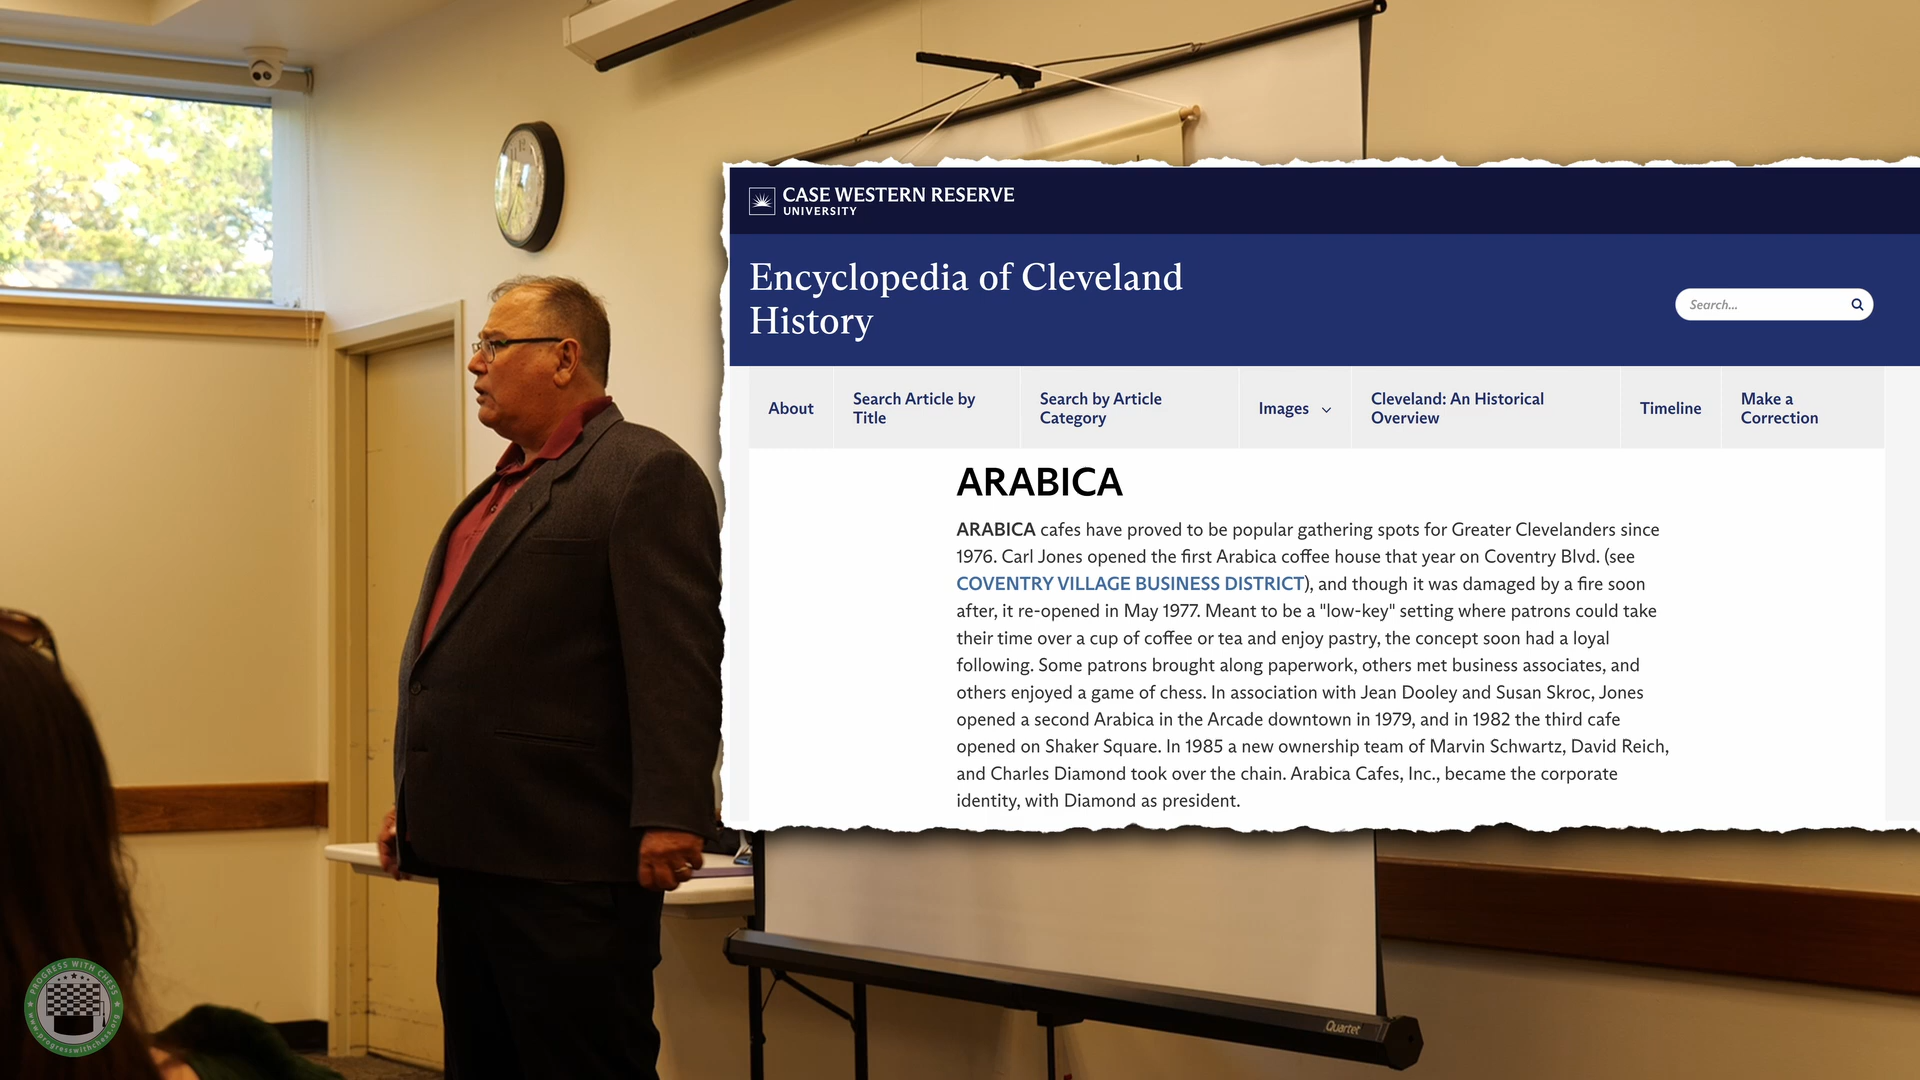 CASE WESTERN RESERVE
UNIVERSITY
Encyclopedia of Cleveland
History
Search...
About
Search Article by
Title
Search by Article
Category
Images
Cleveland: An Historical
Overview
Timeline
Make a
Correction
ARABICA
ARABICA cafes have proved to be popular gathering spots for Greater Clevelanders since
1976. Carl Jones opened the first Arabica coffee house that year on Coventry Blvd. (see
COVENTRY VILLAGE BUSINESS DISTRICT), and though it was damaged by a fire soon
after, it re-opened in May 1977. Meant to be a "low-key" setting where patrons could take
their time over a cup of coffee or tea and enjoy pastry, the concept soon had a loyal
following. Some patrons brought along paperwork, others met business associates, and
others enjoyed a game of chess. In association with Jean Dooley and Susan Skroc, Jones
opened a second Arabica in the Arcade downtown in 1979, and in 1982 the third cafe
opened on Shaker Square. In 1985 a new ownership team of Marvin Schwartz, David Reich,
and Charles Diamond took over the chain. Arabica Cafes, Inc., became the corporate
identity, with Diamond as president.
Quartet
PROGRESS WITH CHESS
www.progresswithchess.org